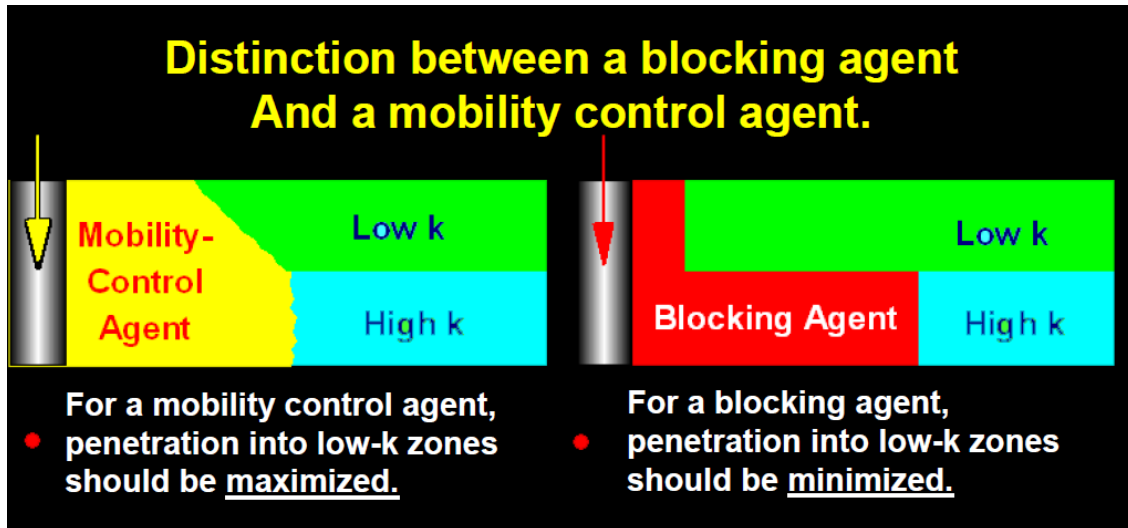 Distinction between a blocking agent
And a mobility control agent.
Mobility-
Control
Agent
Low k
High k
Low k
Blocking Agent
High k
For a mobility control agent,
penetration into low-k zones
should be maximized.
For a blocking agent,
penetration into low-k zones
should be minimized.